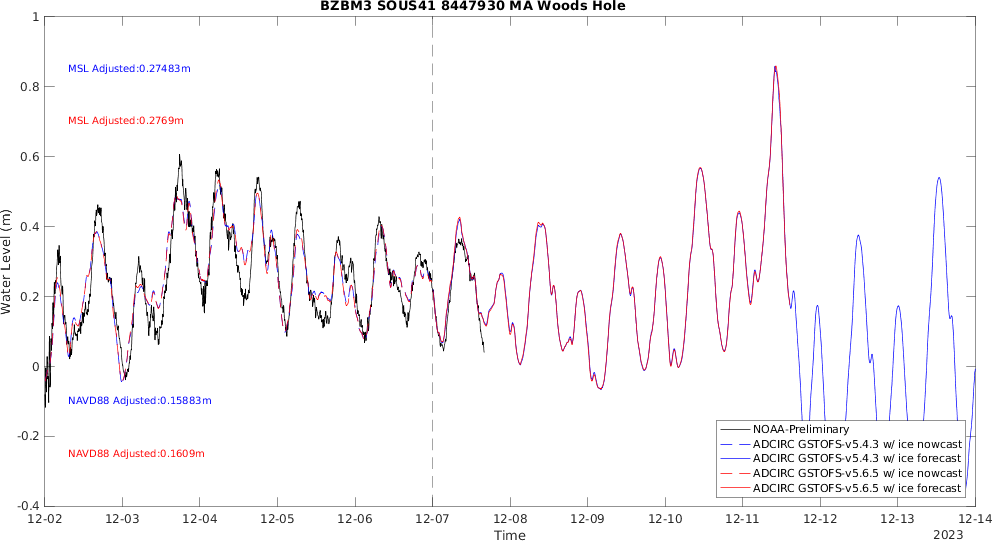 BZBM3 SOUS41 8447930 MA Woods Hole
1
0.8
0.6
0.4
0.2
0
-0.2
-0.4
Water Level (m)
MSL Adjusted:0.27483m
MSL Adjusted:0.2769m
NAVD88 Adjusted:0.15883m
NAVD88 Adjusted:0.1609m
NOAA-Preliminary
ADCIRC GSTOFS-v5.4.3 w/ ice nowcast
ADCIRC GSTOFS-v5.4.3 w/ ice forecast
ADCIRC GSTOFS-v5.6.5 w/ ice nowcast
ADCIRC GSTOFS-v5.6.5 w/ ice forecast
12-02 12-03 12-04 12-05 12-06 12-07 12-08 12-09 12-10 12-11 12-12 12-13 12-14
Time
2023